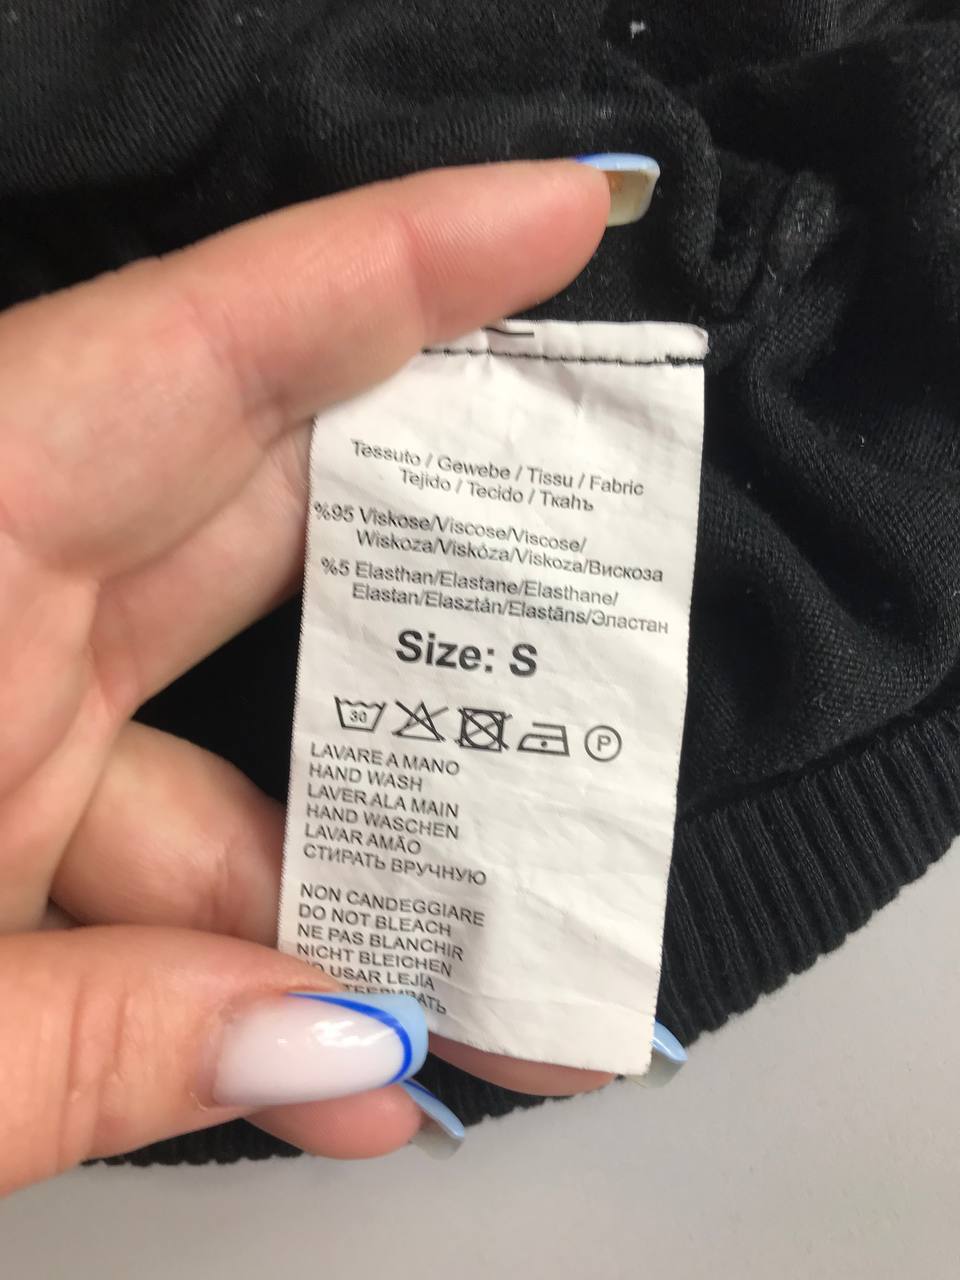 Tessuto / Gewebe / Tissu / Fabric
Tejido / Tecido / Ткаһъ
%95 Viskose/Viscose/Viscose/
Wiskoza/Viskóza/Viskoza/Вискоза
%5 Elasthan/Elastane/Elasthane/
Elastan/Elasztán/Elastāns/Эластан
Size: S
30 P
LAVARE A MANO
HAND WASH
LAVER ALA MAIN
HAND WASCHEN
LAVAR AMÃO
СТИРАТЬ ВРУЧНУЮ
NON CANDEGGIARE
DO NOT BLEACH
NE PAS BLANCHIR
NICHT BLEICHEN
USAR LEJÍA